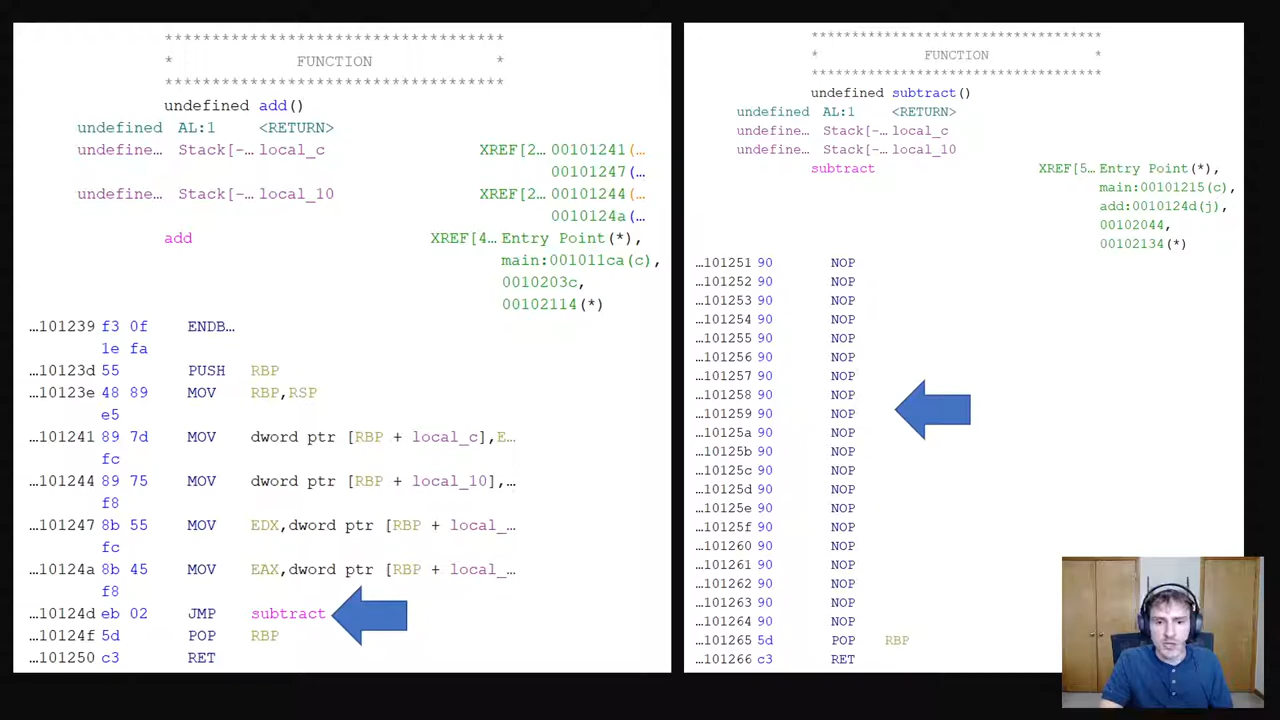 ***********************************
* FUNCTION *
***********************************
undefined add()
undefined AL:1 <RETURN>
undefine… Stack[-… local_c XREF[2… 00101241(…
00101247(…
undefine… Stack[-… local_10 XREF[2… 00101244(…
0010124a(…
add XREF[4… Entry Point(*),
main:001011ca(c),
0010203c,
00102114(*)
…101239 f3 0f ENDB…
1e fa
…10123d 55 PUSH RBP
…10123e 48 89 MOV RBP,RSP
e5
…101241 89 7d MOV dword ptr [RBP + local_c],E…
fc
…101244 89 75 MOV dword ptr [RBP + local_10],…
f8
…101247 8b 55 MOV EDX,dword ptr [RBP + local_…
fc
…10124a 8b 45 MOV EAX,dword ptr [RBP + local_…
f8
…10124d eb 02 JMP subtract
…10124f 5d POP RBP
…101250 c3 RET
***********************************
* FUNCTION *
***********************************
undefined subtract()
undefined AL:1 <RETURN>
undefine… Stack[-… local_c
undefine… Stack[-… local_10
subtract XREF[5… Entry Point(*),
main:00101215(c),
add:0010124d(j),
00102044,
00102134(*)
…101251 90 NOP
…101252 90 NOP
…101253 90 NOP
…101254 90 NOP
…101255 90 NOP
…101256 90 NOP
…101257 90 NOP
…101258 90 NOP
…101259 90 NOP
…10125a 90 NOP
…10125b 90 NOP
…10125c 90 NOP
…10125d 90 NOP
…10125e 90 NOP
…10125f 90 NOP
…101260 90 NOP
…101261 90 NOP
…101262 90 NOP
…101263 90 NOP
…101264 90 NOP
…101265 5d POP RBP
…101266 c3 RET